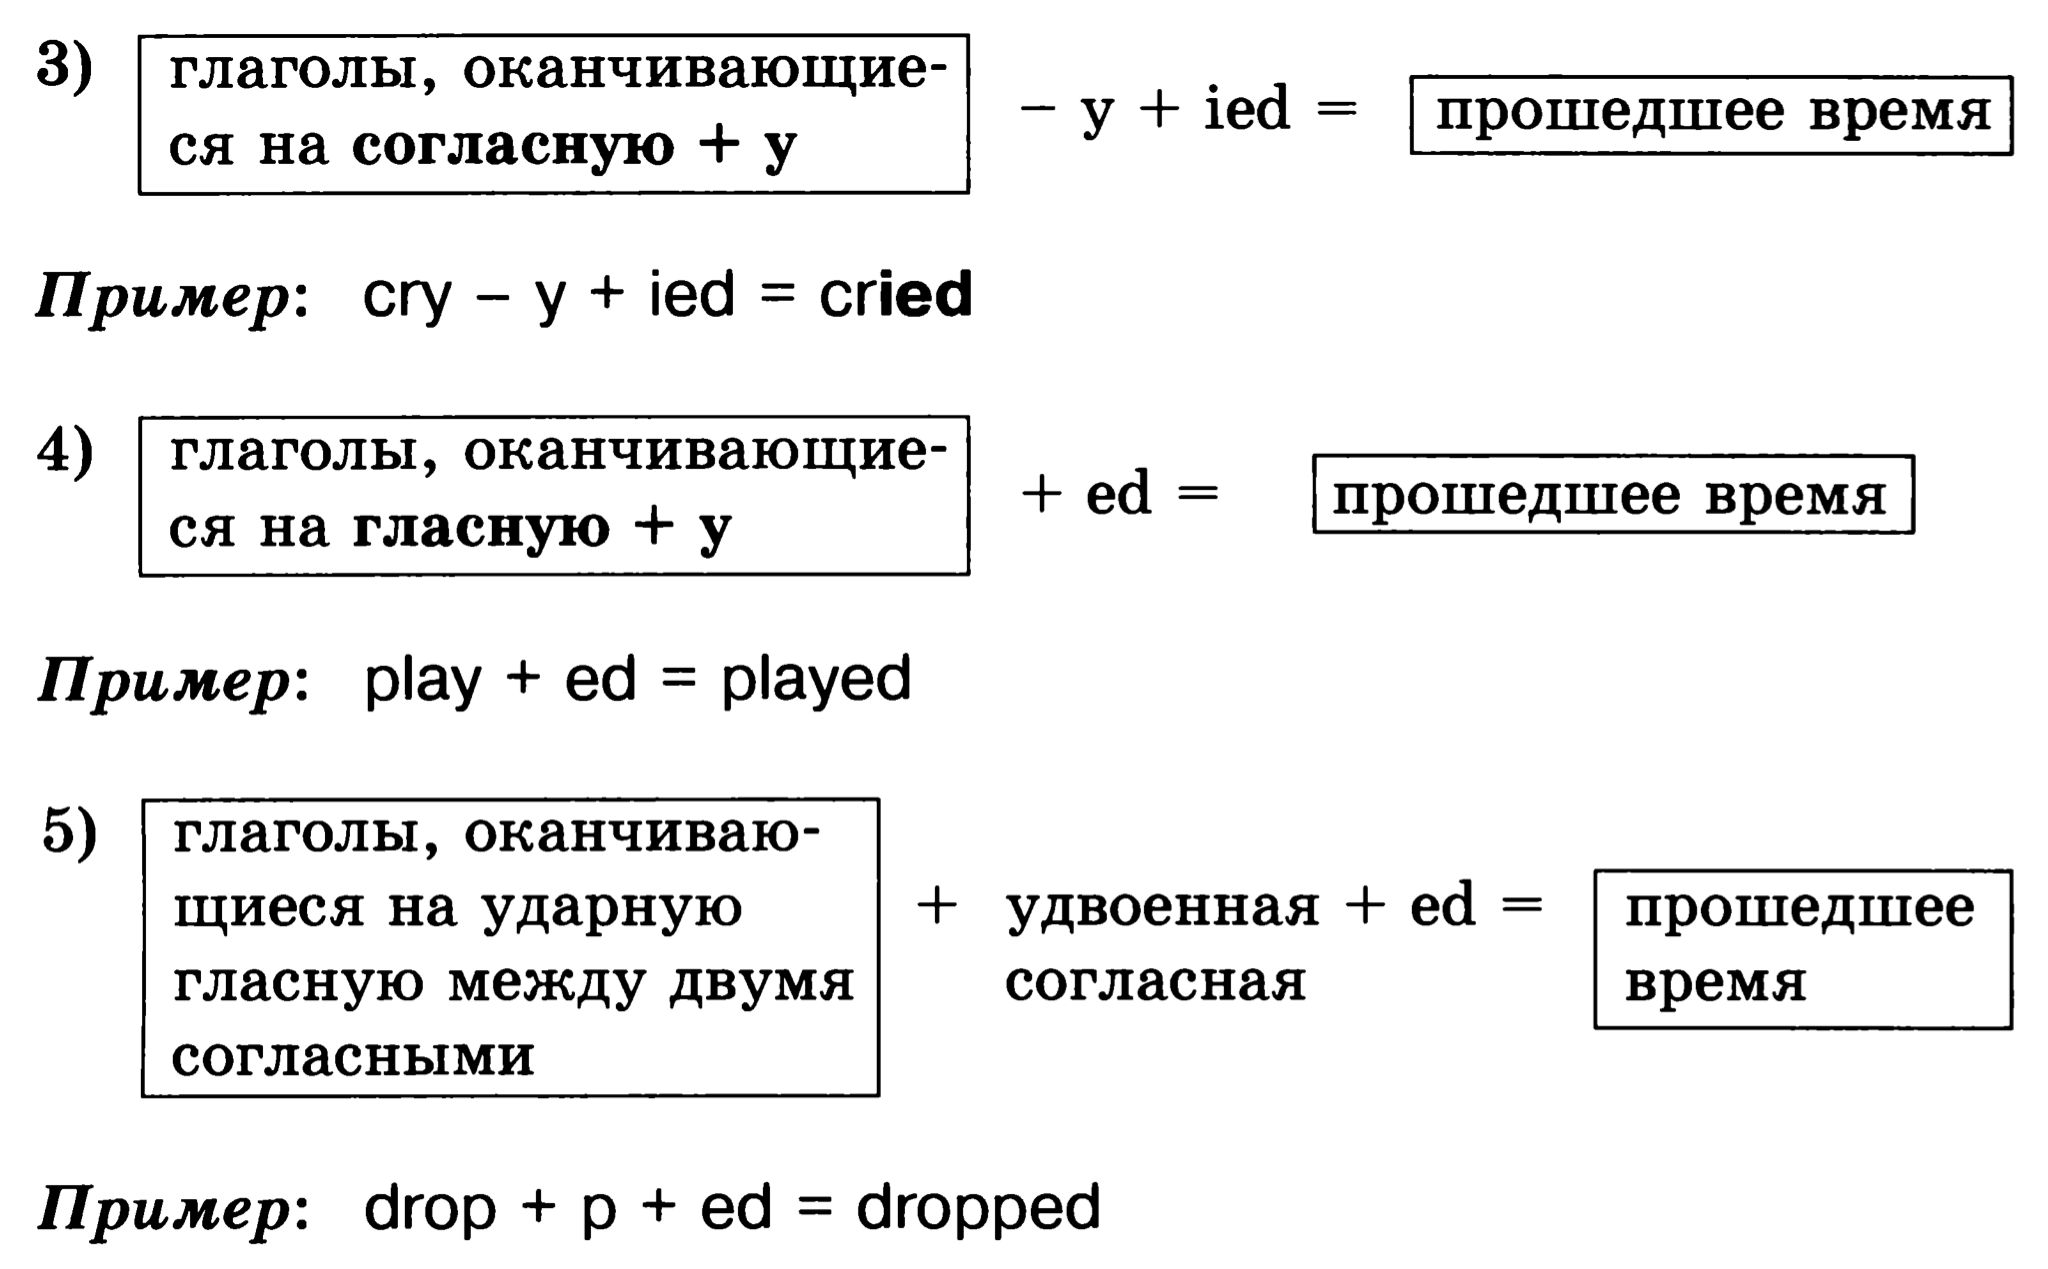 3) глаголы, оканчивающие-
ся на согласную + y
– y + ied = прошедшее время
Пример: cry – y + ied = cried
4) глаголы, оканчивающие-
ся на гласную + y
+ ed = прошедшее время
Пример: play + ed = played
5) глаголы, оканчиваю-
щиеся на ударную
гласную между двумя
согласными
+ удвоенная + ed =
согласная
прошедшее
время
Пример: drop + p + ed = dropped